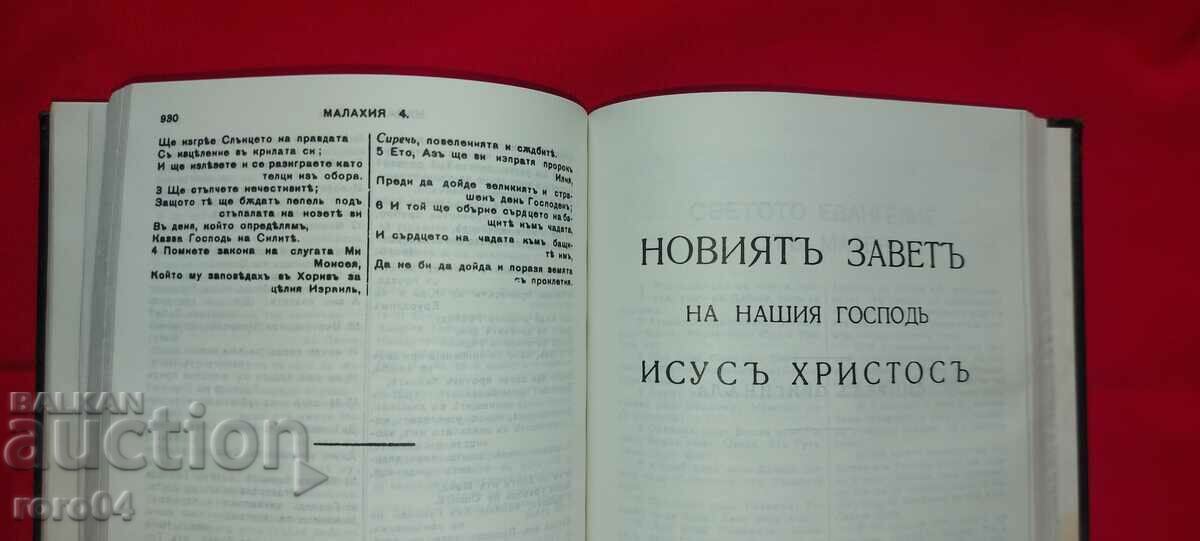 930
МАЛАХИЯ 4.
Ще изгрѣе Слънцето на правдата
Съ изцѣление въ крилата си;
И ще излѣзете и се разиграете като
телци изъ обора.
3 Ще стъпчете нечестивитѣ;
Защото тѣ ще бѫдатъ пепель подъ
стъпалата на нозетѣ ви
Въ деня, който опредѣлямъ,
Казва Господь на Силитѣ.
4 Помнете закона на слугата Ми
Моисея,
Който му заповѣдахъ въ Хоривъ за
цѣлия Израиль,
Сиречь, повеленията и сѫдбитѣ.
5 Ето, Азъ ще ви изпратя пророкъ
Илия,
Преди да дойде великиятъ и стра-
шенъ день Господенъ;
6 И той ще обърне сърдцето на ба-
щитѣ къмъ чадата,
И сърдцето на чадата къмъ бащи-
тѣ имъ,
Да не би да дойда и поразя земята
съ проклетия.
НОВИЯТЪ ЗАВЕТЪ
НА НАШИЯ ГОСПОДЬ
ИСУСЪ ХРИСТОСЪ
BALKAN
auction
roro04